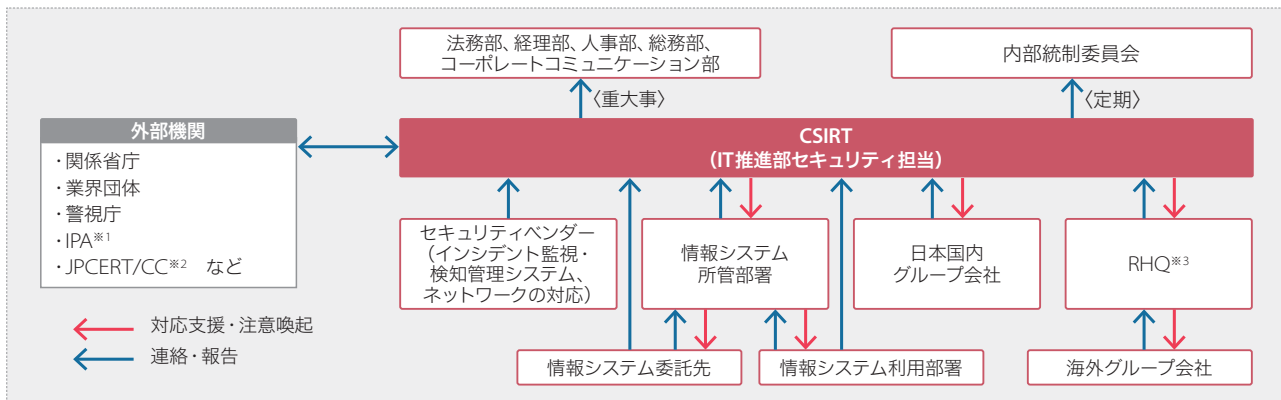 法務部、経理部、人事部、総務部、
コーポレートコミュニケーション部
内部統制委員会
〈重大事〉
〈定期〉
外部機関
・関係省庁
・業界団体
・警視庁
・IPA※1
・JPCERT/CC※2 など
CSIRT
（IT推進部セキュリティ担当）
セキュリティベンダー
（インシデント監視・
検知管理システム、
ネットワークの対応）
情報システム
所管部署
日本国内
グループ会社
RHQ※3
対応支援・注意喚起
連絡・報告
情報システム委託先
情報システム利用部署
海外グループ会社